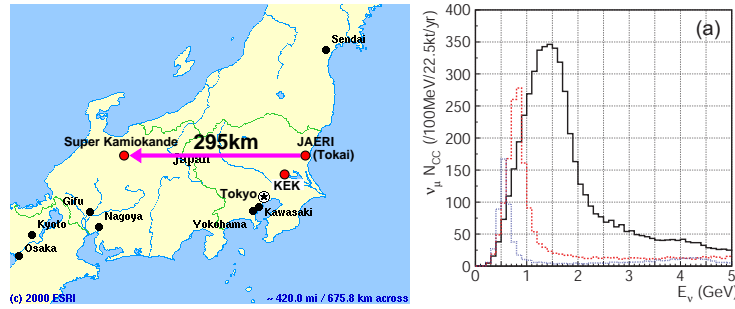 Sendai
Super Kamiokande
295km
JAERI
(Tokai)
Japan
KEK
Tokyo
Gifu
Kawasaki
Nagoya
Yokohama
Kyoto
Osaka
(c) 2000 ESRI
~ 420.0 mi / 675.8 km across
(a)
ν_μ N_CC (/100MeV/22.5kt/yr)
400
350
300
250
200
150
100
50
0
0 1 2 3 4 5
E_ν (GeV)